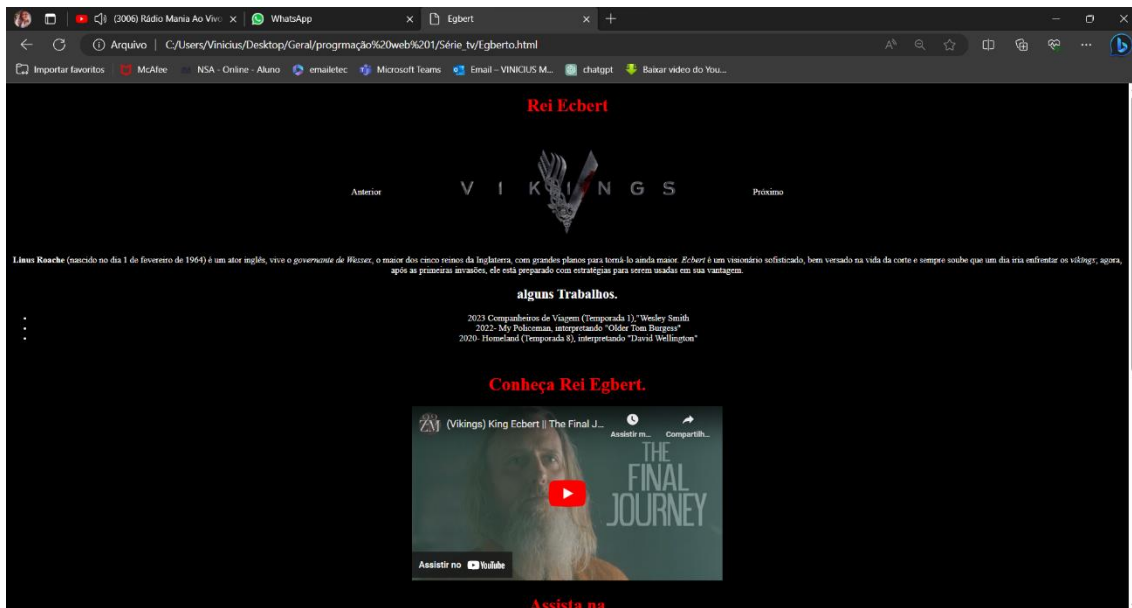 (3006) Rádio Mania Ao Vivo
WhatsApp
Egbert
Arquivo
C:/Users/Vinicius/Desktop/Geral/progrmação%20web%201/Série_tv/Egberto.html
Importar favoritos
McAfee
NSA - Online - Aluno
emailetec
Microsoft Teams
Email – VINICIUS M...
chatgpt
Baixar video do You...
Rei Ecbert
Anterior
VIKINGS
Próximo
Linus Roache (nascido no dia 1 de fevereiro de 1964) é um ator inglês, vive o governante de Wessex, o maior dos cinco reinos da Inglaterra, com grandes planos para torná-lo ainda maior. Ecbert é um visionário sofisticado, bem versado na vida da corte e sempre soube que um dia iria enfrentar os vikings; agora,
após as primeiras invasões, ele está preparado com estratégias para serem usadas em sua vantagem.
alguns Trabalhos.
2023 Companheiros de Viagem (Temporada 1),"Wesley Smith
2022- My Policeman, interpretando "Older Tom Burgess"
2020- Homeland (Temporada 8), interpretando "David Wellington"
Conheça Rei Egbert.
ZM
(Vikings) King Ecbert || The Final J...
Assistir m...
Compartilh...
THE
FINAL
JOURNEY
Assistir no YouTube
Assista na